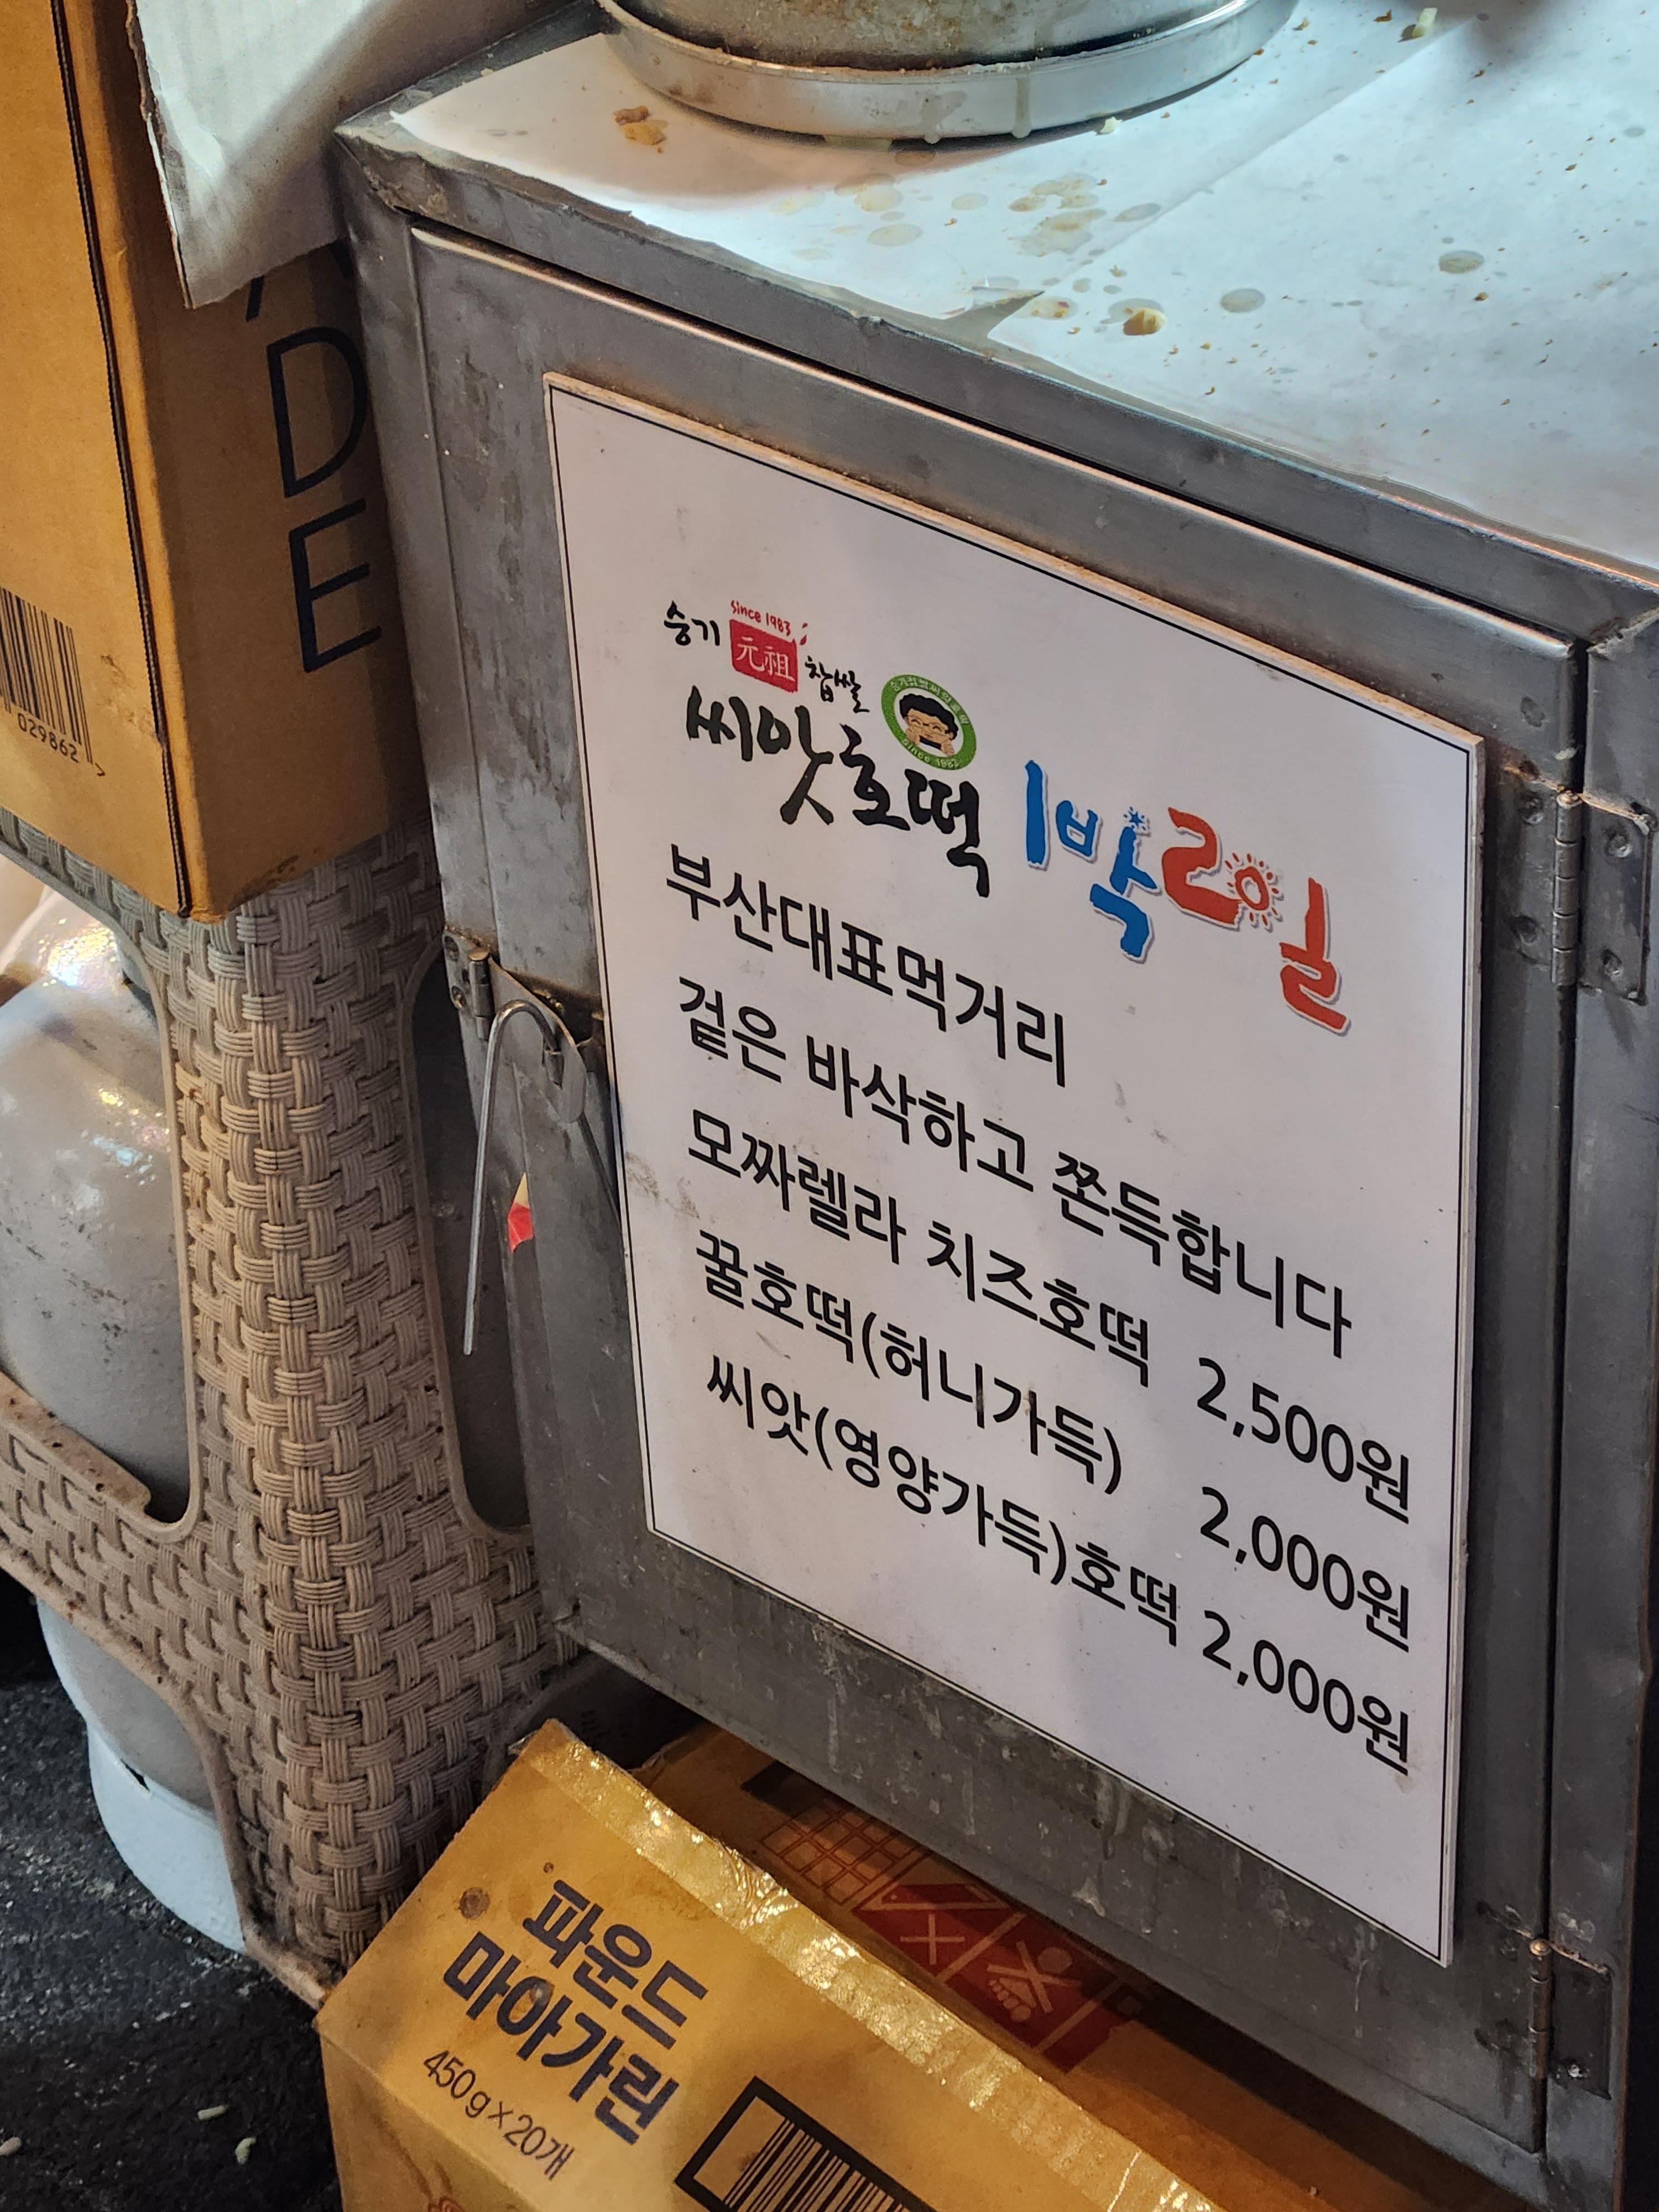 DE
029862
since 1983
승기 元祖 찹쌀
씨앗호떡 1박2일
부산대표먹거리
겉은 바삭하고 쫀득합니다
모짜렐라 치즈호떡 2,500원
꿀호떡(허니가득) 2,000원
씨앗(영양가득)호떡 2,000원
파운드
마아가린
450g×20개